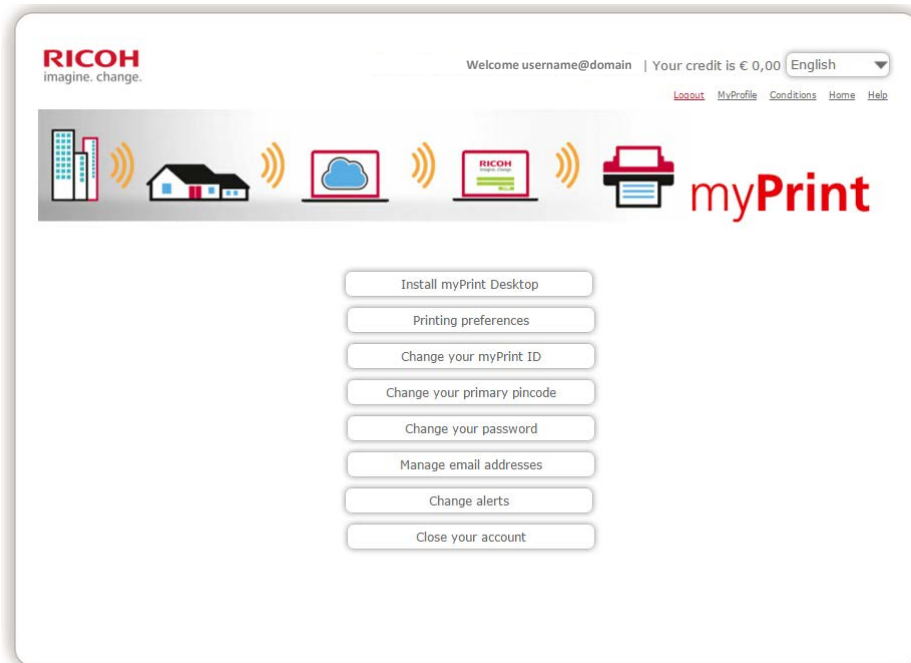 RICOH
imagine. change.
Welcome username@domain | Your credit is € 0,00 English
Logout MyProfile Conditions Home Help
RICOH
imagine. change.
myPrint
Install myPrint Desktop
Printing preferences
Change your myPrint ID
Change your primary pincode
Change your password
Manage email addresses
Change alerts
Close your account